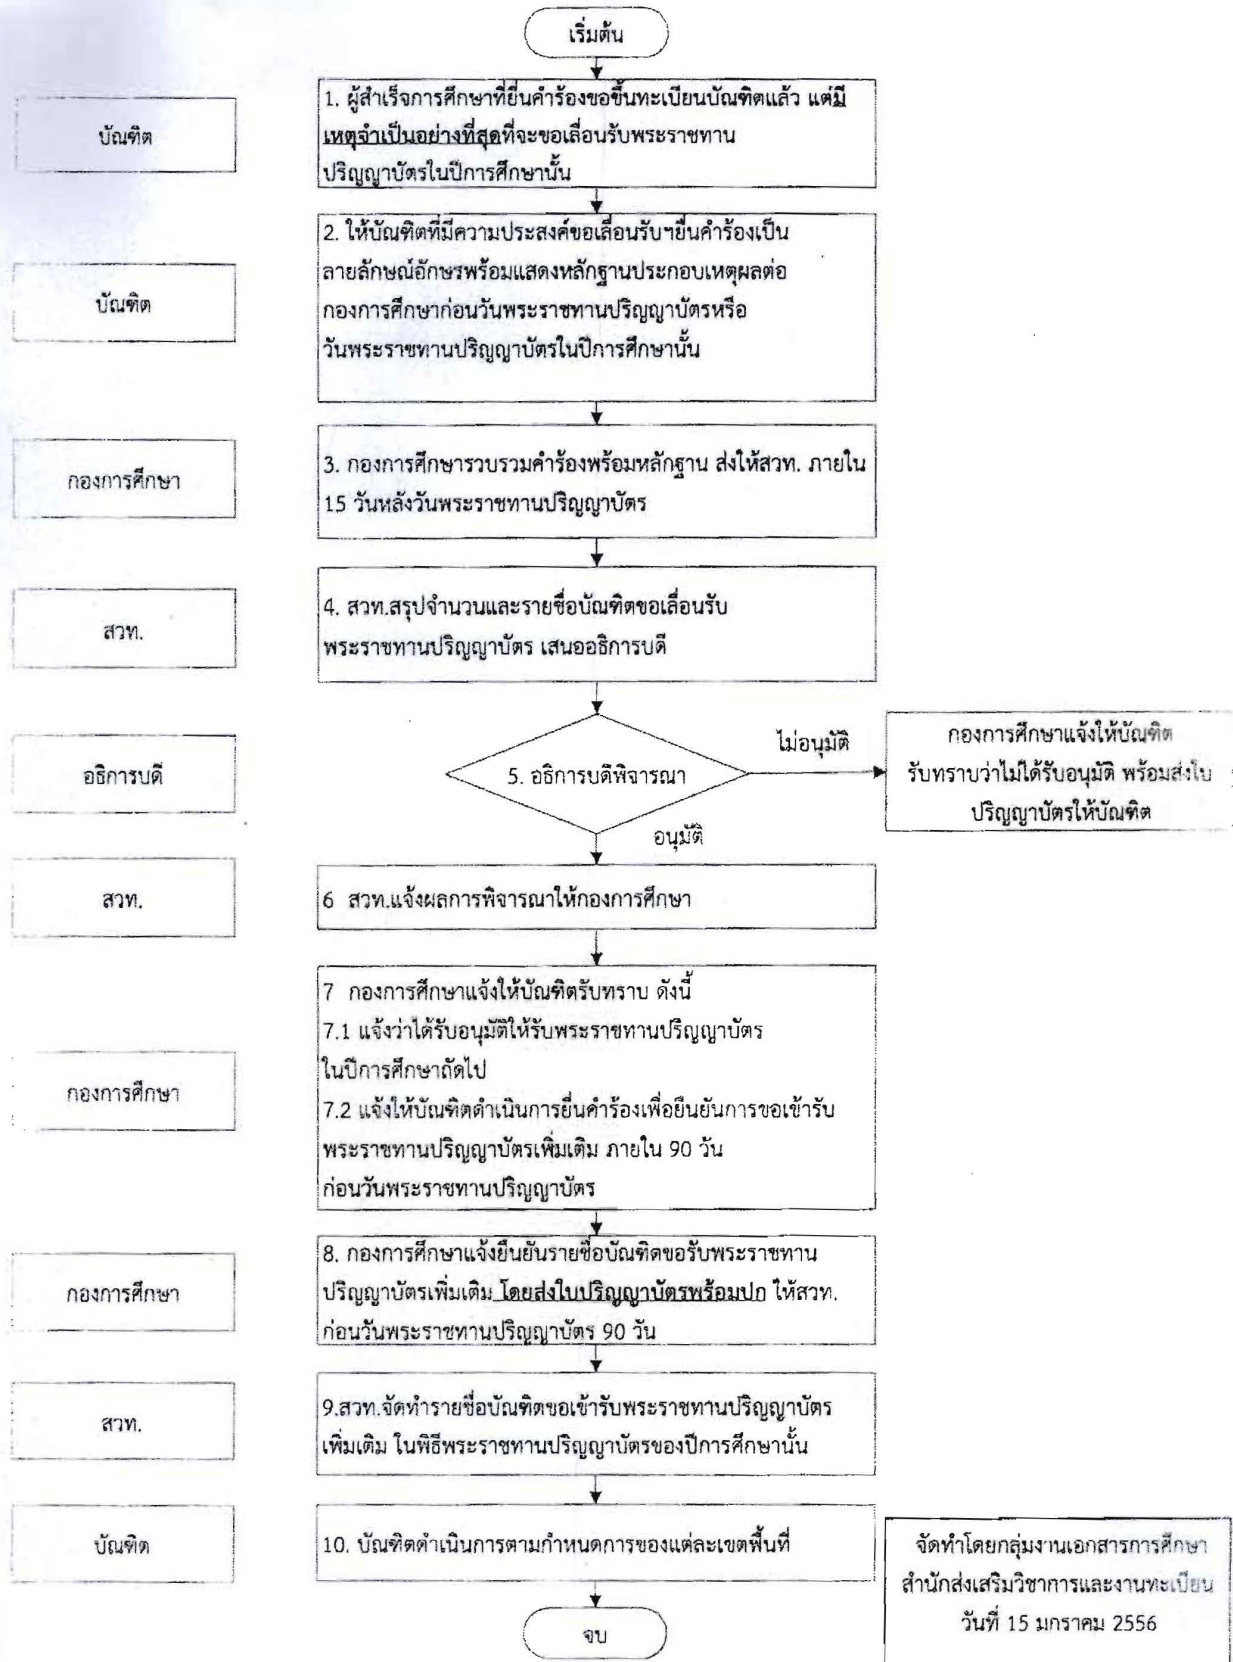 เริ่มต้น
บัณฑิต
1. ผู้สำเร็จการศึกษาที่ยื่นคำร้องขอขึ้นทะเบียนบัณฑิตแล้ว แต่มี
เหตุจำเป็นอย่างที่สุดที่จะขอเลื่อนรับพระราชทาน
ปริญญาบัตรในปีการศึกษานั้น
บัณฑิต
2. ให้บัณฑิตที่มีความประสงค์ขอเลื่อนรับฯยื่นคำร้องเป็น
ลายลักษณ์อักษรพร้อมแสดงหลักฐานประกอบเหตุผลต่อ
กองการศึกษาก่อนวันพระราชทานปริญญาบัตรหรือ
วันพระราชทานปริญญาบัตรในปีการศึกษานั้น
กองการศึกษา
3. กองการศึกษารวบรวมคำร้องพร้อมหลักฐาน ส่งให้สวท. ภายใน
15 วันหลังวันพระราชทานปริญญาบัตร
สวท.
4. สวท.สรุปจำนวนและรายชื่อบัณฑิตขอเลื่อนรับ
พระราชทานปริญญาบัตร เสนออธิการบดี
อธิการบดี
5. อธิการบดีพิจารณา
ไม่อนุมัติ
กองการศึกษาแจ้งให้บัณฑิต
รับทราบว่าไม่ได้รับอนุมัติ พร้อมส่งใบ
ปริญญาบัตรให้บัณฑิต
อนุมัติ
สวท.
6 สวท.แจ้งผลการพิจารณาให้กองการศึกษา
กองการศึกษา
7 กองการศึกษาแจ้งให้บัณฑิตรับทราบ ดังนี้
7.1 แจ้งว่าได้รับอนุมัติให้รับพระราชทานปริญญาบัตร
ในปีการศึกษาถัดไป
7.2 แจ้งให้บัณฑิตดำเนินการยื่นคำร้องเพื่อยืนยันการขอเข้ารับ
พระราชทานปริญญาบัตรเพิ่มเติม ภายใน 90 วัน
ก่อนวันพระราชทานปริญญาบัตร
กองการศึกษา
8. กองการศึกษาแจ้งยืนยันรายชื่อบัณฑิตขอรับพระราชทาน
ปริญญาบัตรเพิ่มเติม โดยส่งใบปริญญาบัตรพร้อมปก ให้สวท.
ก่อนวันพระราชทานปริญญาบัตร 90 วัน
สวท.
9.สวท.จัดทำรายชื่อบัณฑิตขอเข้ารับพระราชทานปริญญาบัตร
เพิ่มเติม ในพิธีพระราชทานปริญญาบัตรของปีการศึกษานั้น
บัณฑิต
10. บัณฑิตดำเนินการตามกำหนดการของแต่ละเขตพื้นที่
จบ
จัดทำโดยกลุ่มงานเอกสารการศึกษา
สำนักส่งเสริมวิชาการและงานทะเบียน
วันที่ 15 มกราคม 2556